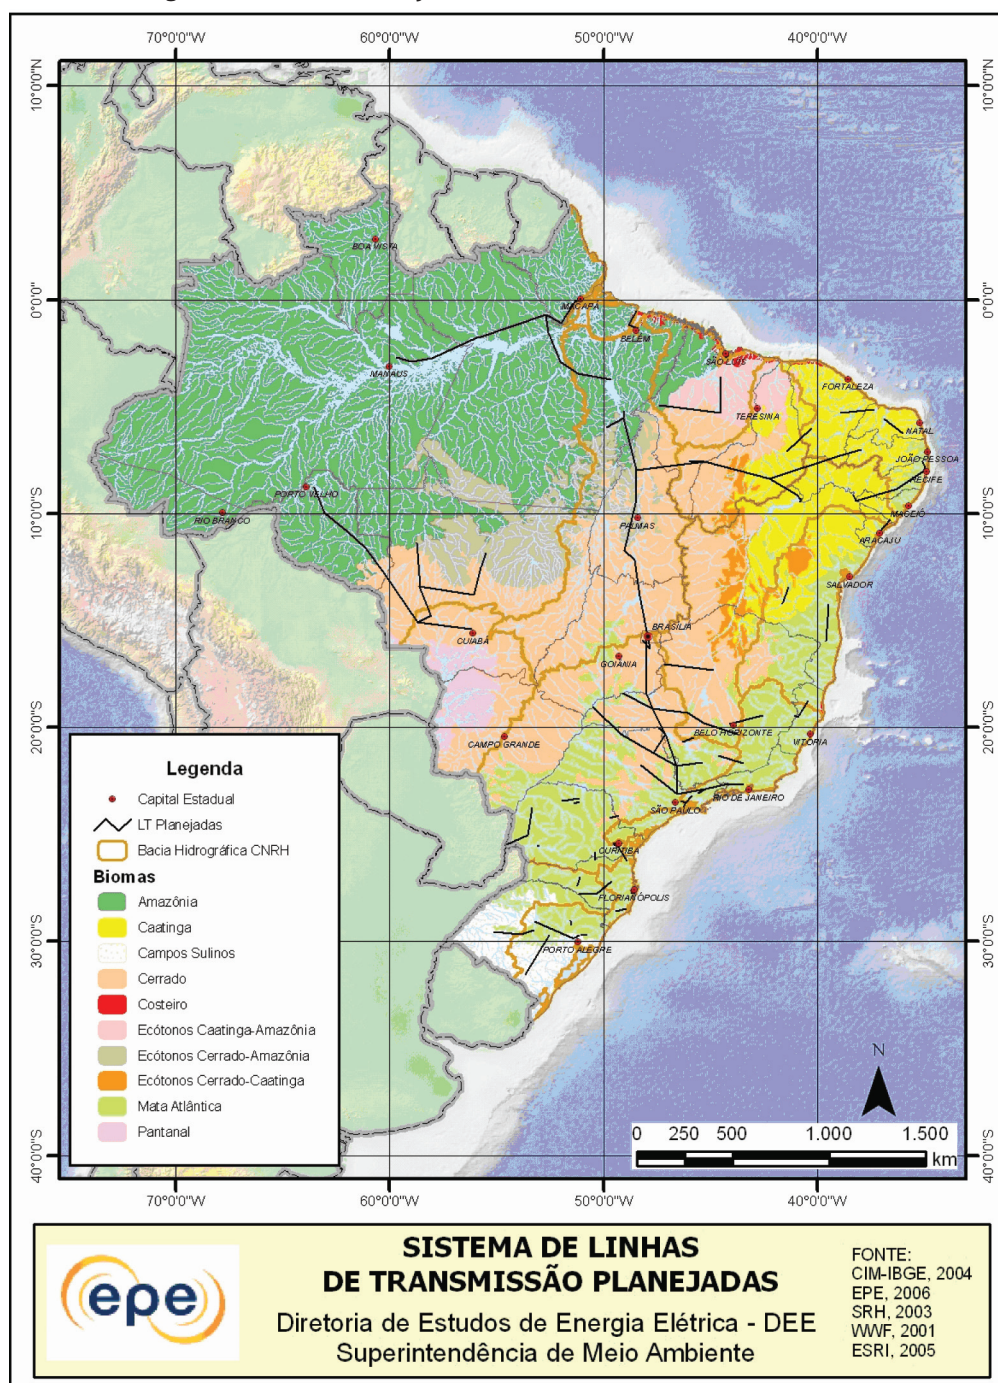 70°0'0"W 60°0'0"W 50°0'0"W 40°0'0"W
10°0'0"N 10°0'0"N
BOA VISTA
0°0'0" 0°0'0"
MACAPÁ
BELÉM
SÃO LUÍS
MANAUS
FORTALEZA
TERESINA
NATAL
JOÃO PESSOA
RECIFE
PORTO VELHO
MACEIÓ
10°0'0"S 10°0'0"S
RIO BRANCO
PALMAS
ARACAJU
SALVADOR
BRASÍLIA
CUIABÁ
GOIÂNIA
20°0'0"S 20°0'0"S
CAMPO GRANDE
BELO HORIZONTE
VITÓRIA
RIO DE JANEIRO
SÃO PAULO
CURITIBA
FLORIANÓPOLIS
30°0'0"S 30°0'0"S
PORTO ALEGRE
Legenda
Capital Estadual
LT Planejadas
Bacia Hidrográfica CNRH
Biomas
Amazônia
Caatinga
Campos Sulinos
Cerrado
Costeiro
Ecótonos Caatinga-Amazônia
Ecótonos Cerrado-Amazônia
Ecótonos Cerrado-Caatinga
Mata Atlântica
Pantanal
N
0 250 500 1.000 1.500
km
40°0'0"S 40°0'0"S
70°0'0"W 60°0'0"W 50°0'0"W 40°0'0"W
epe
SISTEMA DE LINHAS
DE TRANSMISSÃO PLANEJADAS
Diretoria de Estudos de Energia Elétrica - DEE
Superintendência de Meio Ambiente
FONTE:
CIM-IBGE, 2004
EPE, 2006
SRH, 2003
WWF, 2001
ESRI, 2005